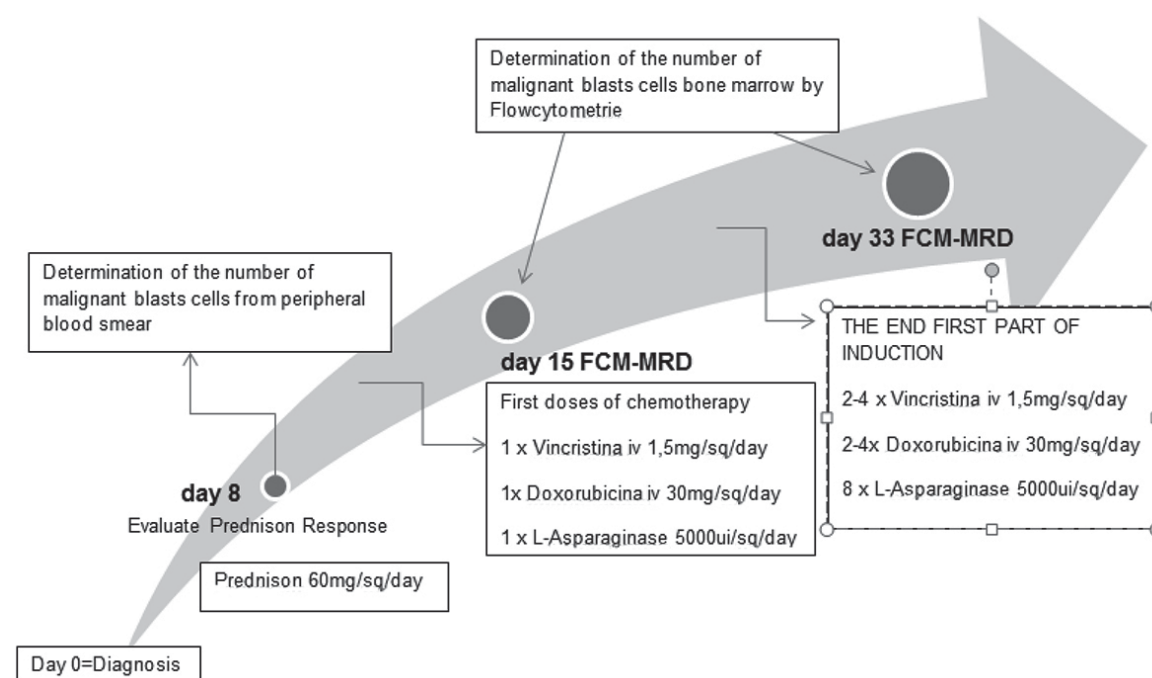 Determination of the number of
malignant blasts cells bone marrow by
Flowcytometrie
day 33 FCM-MRD
Determination of the number of
malignant blasts cells from peripheral
blood smear
THE END FIRST PART OF
INDUCTION
2-4 x Vincristina iv 1,5mg/sq/day
2-4x Doxorubicina iv 30mg/sq/day
8 x L-Asparaginase 5000ui/sq/day
day 15 FCM-MRD
First doses of chemotherapy
1 x Vincristina iv 1,5mg/sq/day
1x Doxorubicina iv 30mg/sq/day
1 x L-Asparaginase 5000ui/sq/day
day 8
Evaluate Prednison Response
Prednison 60mg/sq/day
Day 0=Diagnosis